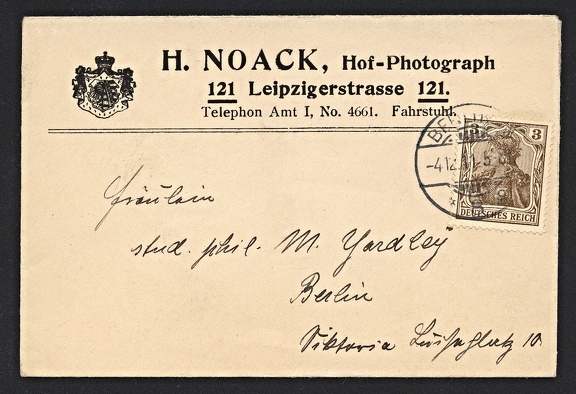 H. NOACK, Hof-Photograph
121 Leipzigerstrasse 121.
Telephon Amt I, No. 4661. Fahrstuhl.
3
DEUTSCHES REICH
Fräulein
stud. phil. M. Yardley
Berlin
Viktoria Luiseplatz 10